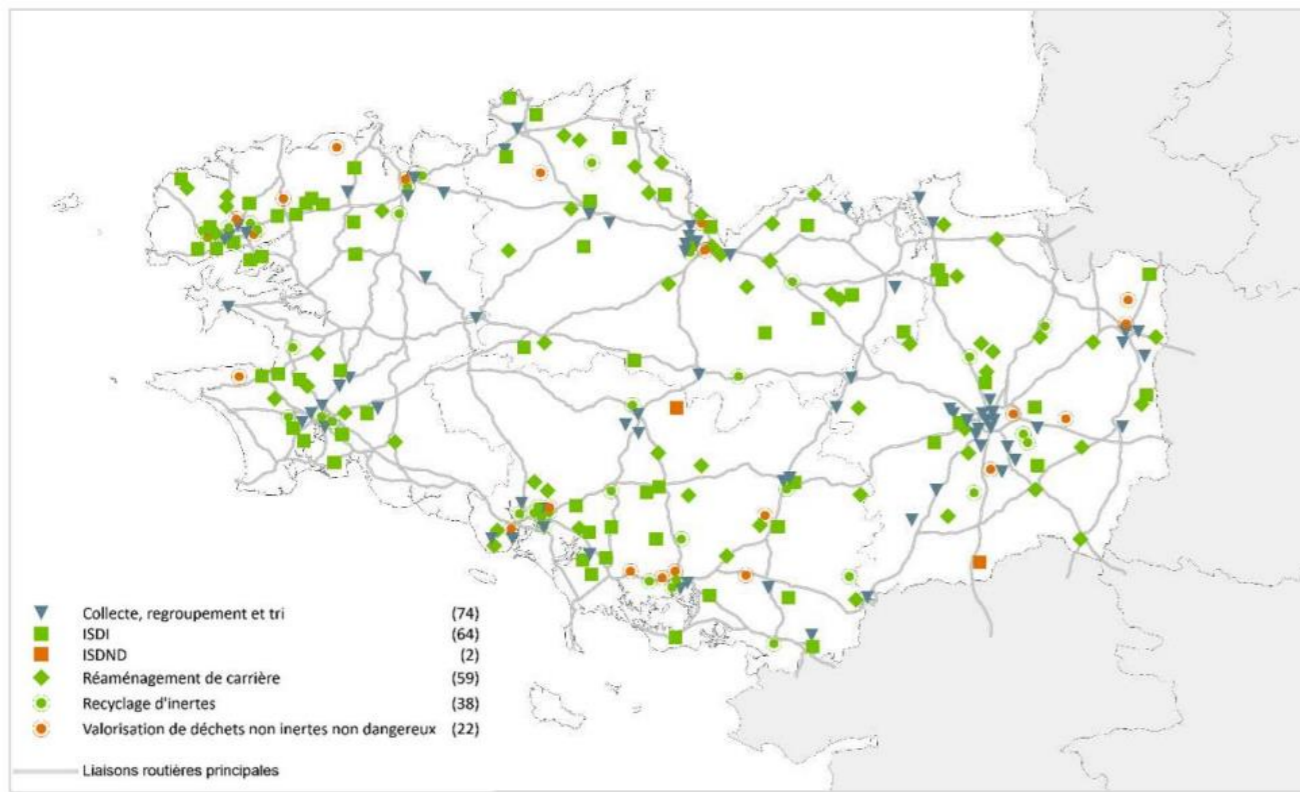 Collecte, regroupement et tri (74)
ISDI (64)
ISDND (2)
Réaménagement de carrière (59)
Recyclage d'inertes (38)
Valorisation de déchets non inertes non dangereux (22)
Liaisons routières principales